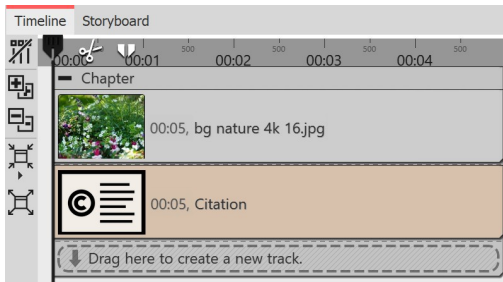 Timeline Storyboard
500 500 500 500
00:00 00:01 00:02 00:03 00:04
Chapter
00:05, bg nature 4k 16.jpg
©
00:05, Citation
Drag here to create a new track.